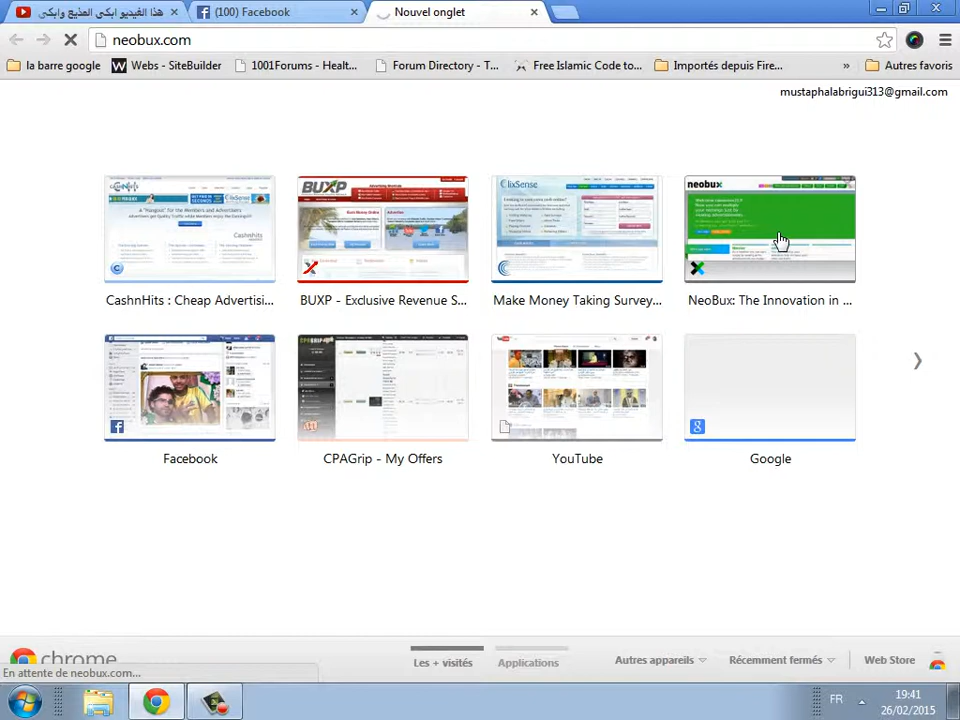 هذا الفيديو ابكى المذيع وابكى
(100) Facebook
Nouvel onglet
neobux.com
la barre google
Webs - SiteBuilder
1001Forums - Healt...
Forum Directory - T...
Free Islamic Code to...
Importés depuis Fire...
»
Autres favoris
mustaphalabrigui313@gmail.com
BUXP
ClixSense
neobux
CashnHits : Cheap Advertisi...
BUXP - Exclusive Revenue S...
Make Money Taking Survey...
NeoBux: The Innovation in ...
Facebook
CPAGrip - My Offers
YouTube
Google
chrome
Les + visités
Applications
Autres appareils
Récemment fermés
Web Store
En attente de neobux.com...
FR
19:41
26/02/2015